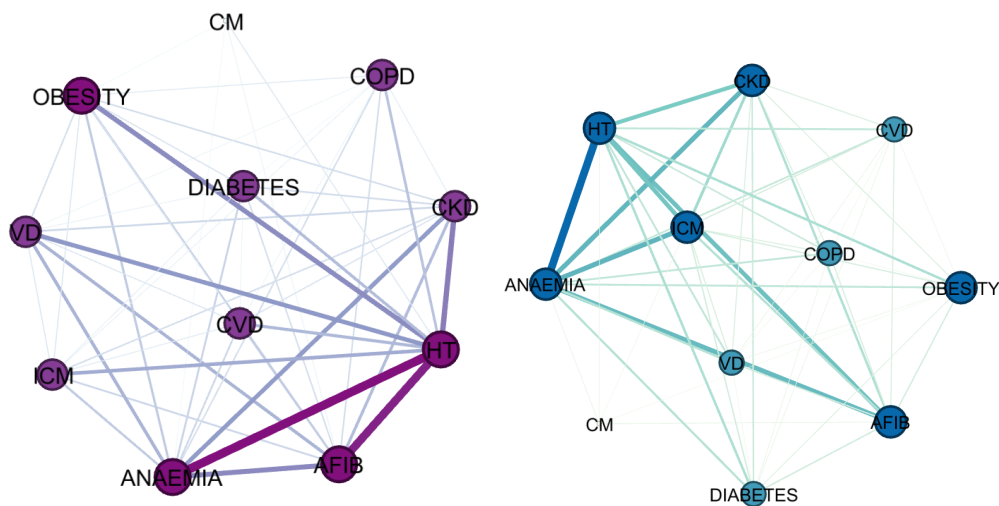 CM
COPD
OBESITY
DIABETES
CKD
VD
CVD
HT
ICM
AFIB
ANAEMIA
CKD
HT
CVD
ICM
COPD
ANAEMIA
OBESITY
VD
CM
AFIB
DIABETES